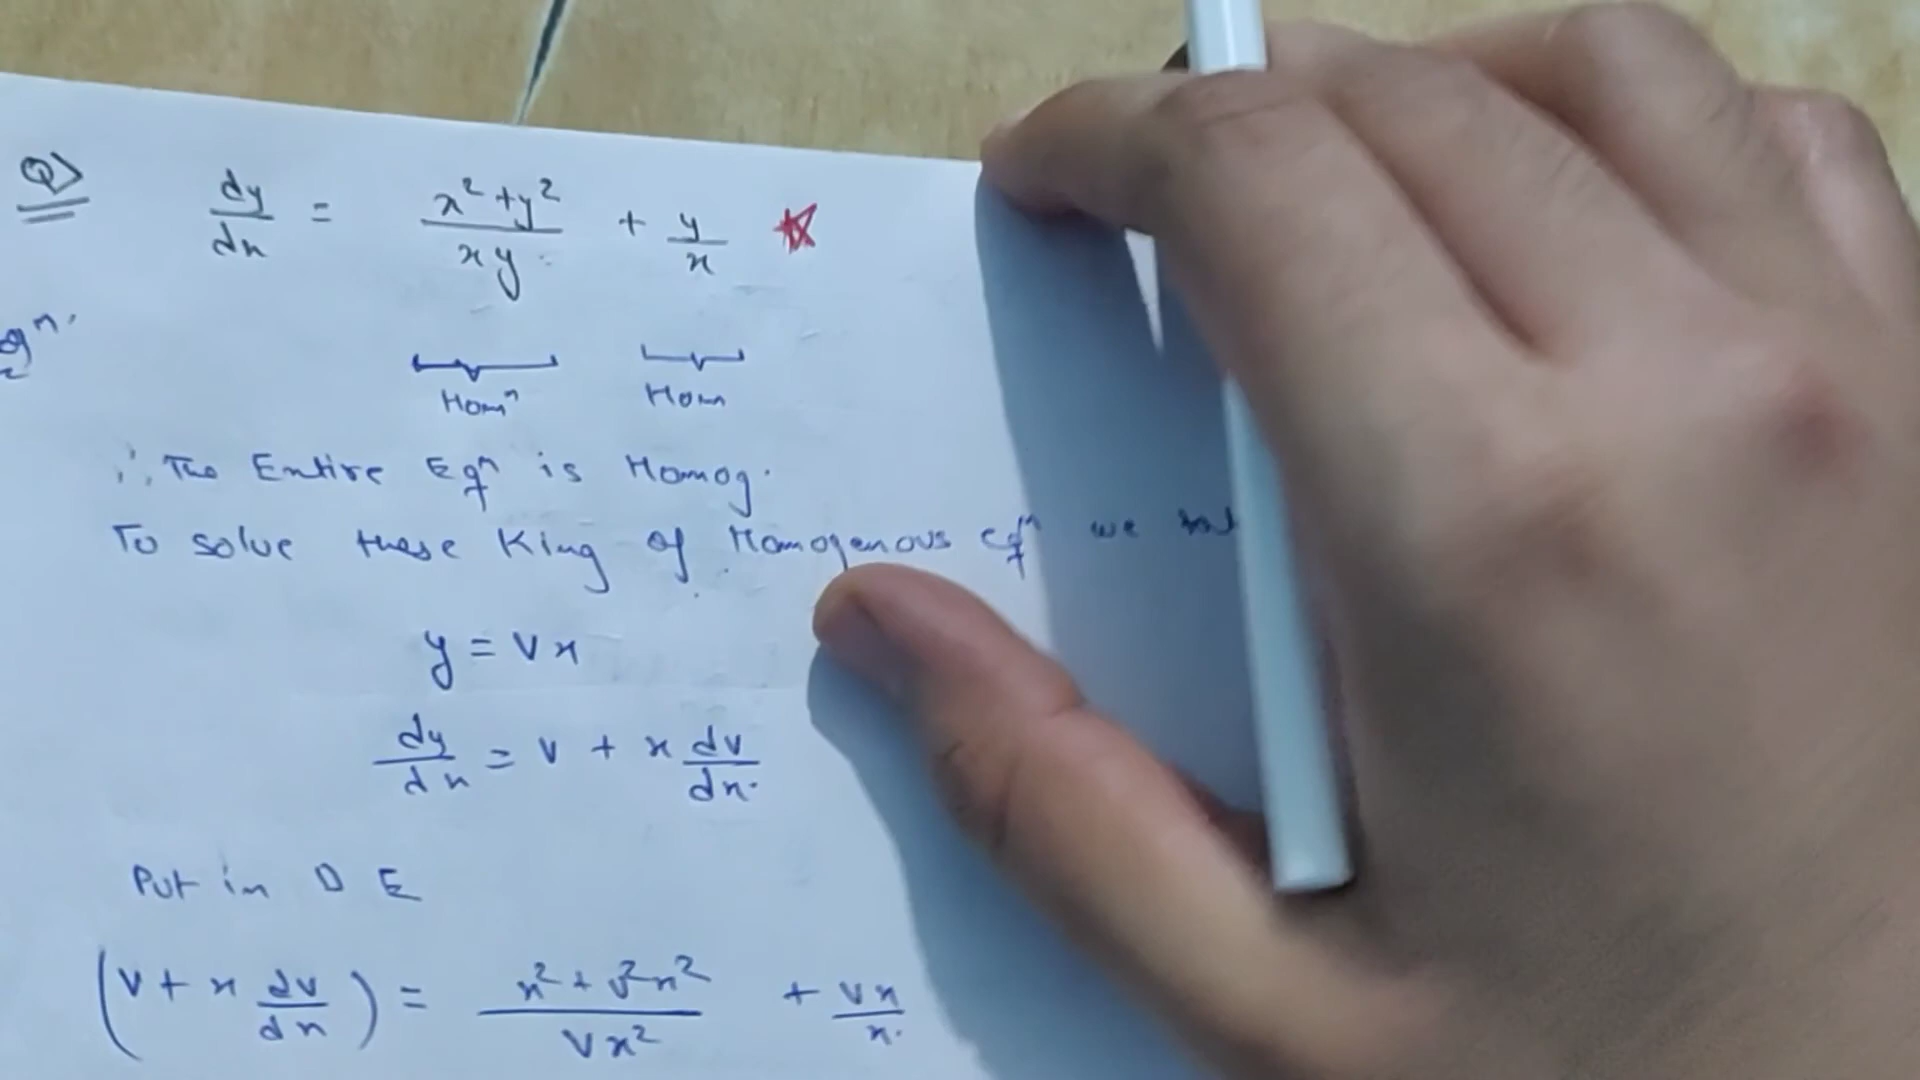 Q> dy/dx = x²+y²/xy + y/x
Homⁿ Hom
∴ The Entire Eqⁿ is Homog.
To solve these King of Homogenous eqⁿ we
y = vx
dy/dx = v + x dv/dx.
Put in D E
(v + x dv/dx) = x²+v²x²/vx² + vx/x.